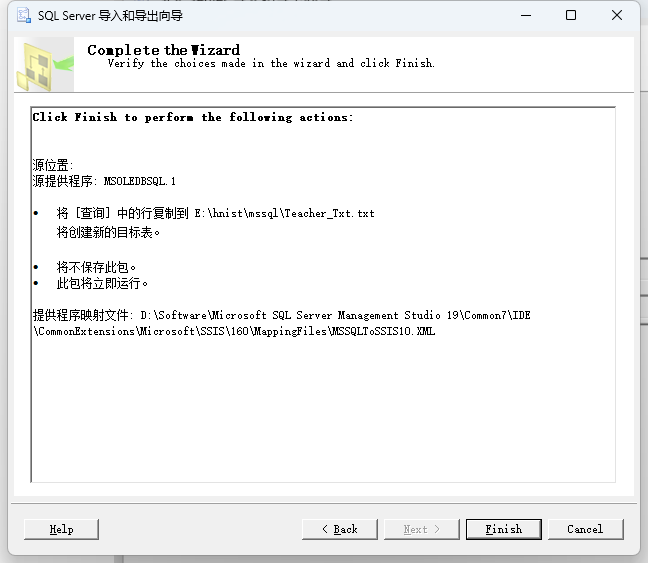 SQL Server 导入和导出向导
Complete the Wizard
Verify the choices made in the wizard and click Finish.
Click Finish to perform the following actions:
源位置:
源提供程序: MSOLEDBSQL.1
• 将 [查询] 中的行复制到 E:\hnist\mssql\Teacher_Txt.txt
将创建新的目标表。
• 将不保存此包。
• 此包将立即运行。
提供程序映射文件: D:\Software\Microsoft SQL Server Management Studio 19\Common7\IDE
\CommonExtensions\Microsoft\SSIS\160\MappingFiles\MSSQLToSSIS10.XML
Help
< Back
Next >
Finish
Cancel